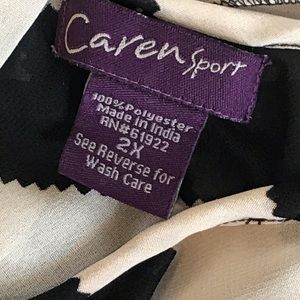 Caren Sport
100% Polyester
Made in India
RN#61922
2X
See Reverse for
Wash Care